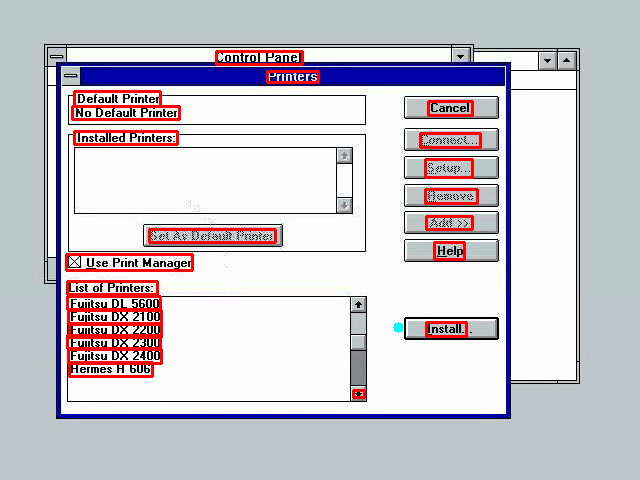 Control Panel
Printers
Default Printer
No Default Printer
Cancel
Installed Printers:
Connect...
Setup...
Remove
Add >>
Set As Default Printer
Help
Use Print Manager
List of Printers:
Fujitsu DL 5600
Fujitsu DX 2100
Fujitsu DX 2200
Fujitsu DX 2300
Fujitsu DX 2400
Hermes H 606
Install...